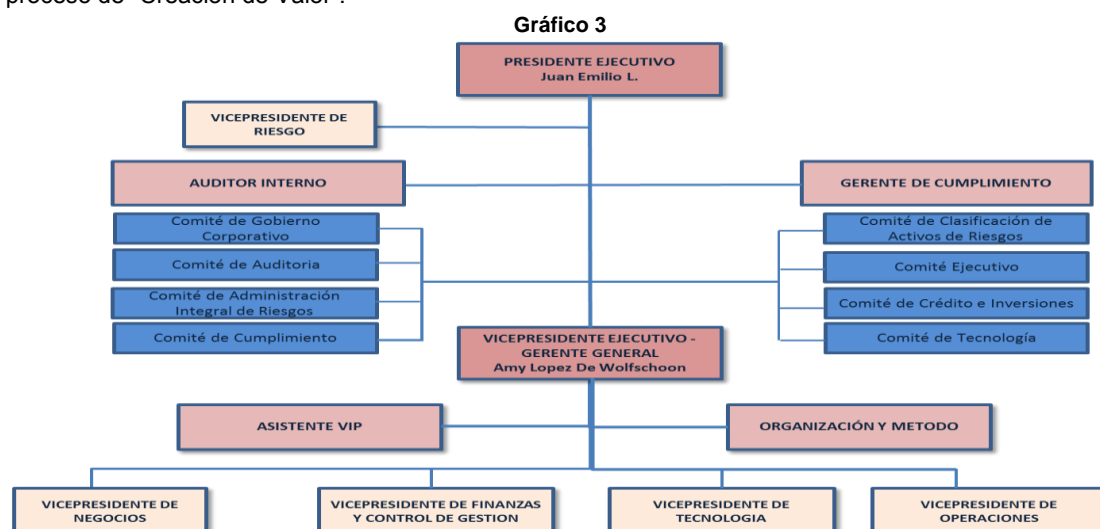 proceso de "Creación de Valor".
Gráfico 3
PRESIDENTE EJECUTIVO
Juan Emilio L.
VICEPRESIDENTE DE
RIESGO
AUDITOR INTERNO
GERENTE DE CUMPLIMIENTO
Comité de Gobierno
Corporativo
Comité de Auditoria
Comité de Administración
Integral de Riesgos
Comité de Cumplimiento
Comité de Clasificación de
Activos de Riesgos
Comité Ejecutivo
Comité de Crédito e Inversiones
Comité de Tecnología
VICEPRESIDENTE EJECUTIVO -
GERENTE GENERAL
Amy Lopez De Wolfschoon
ASISTENTE VIP
ORGANIZACIÓN Y METODO
VICEPRESIDENTE DE
NEGOCIOS
VICEPRESIDENTE DE FINANZAS
Y CONTROL DE GESTION
VICEPRESIDENTE DE
TECNOLOGIA
VICEPRESIDENTE DE
OPERACIONES